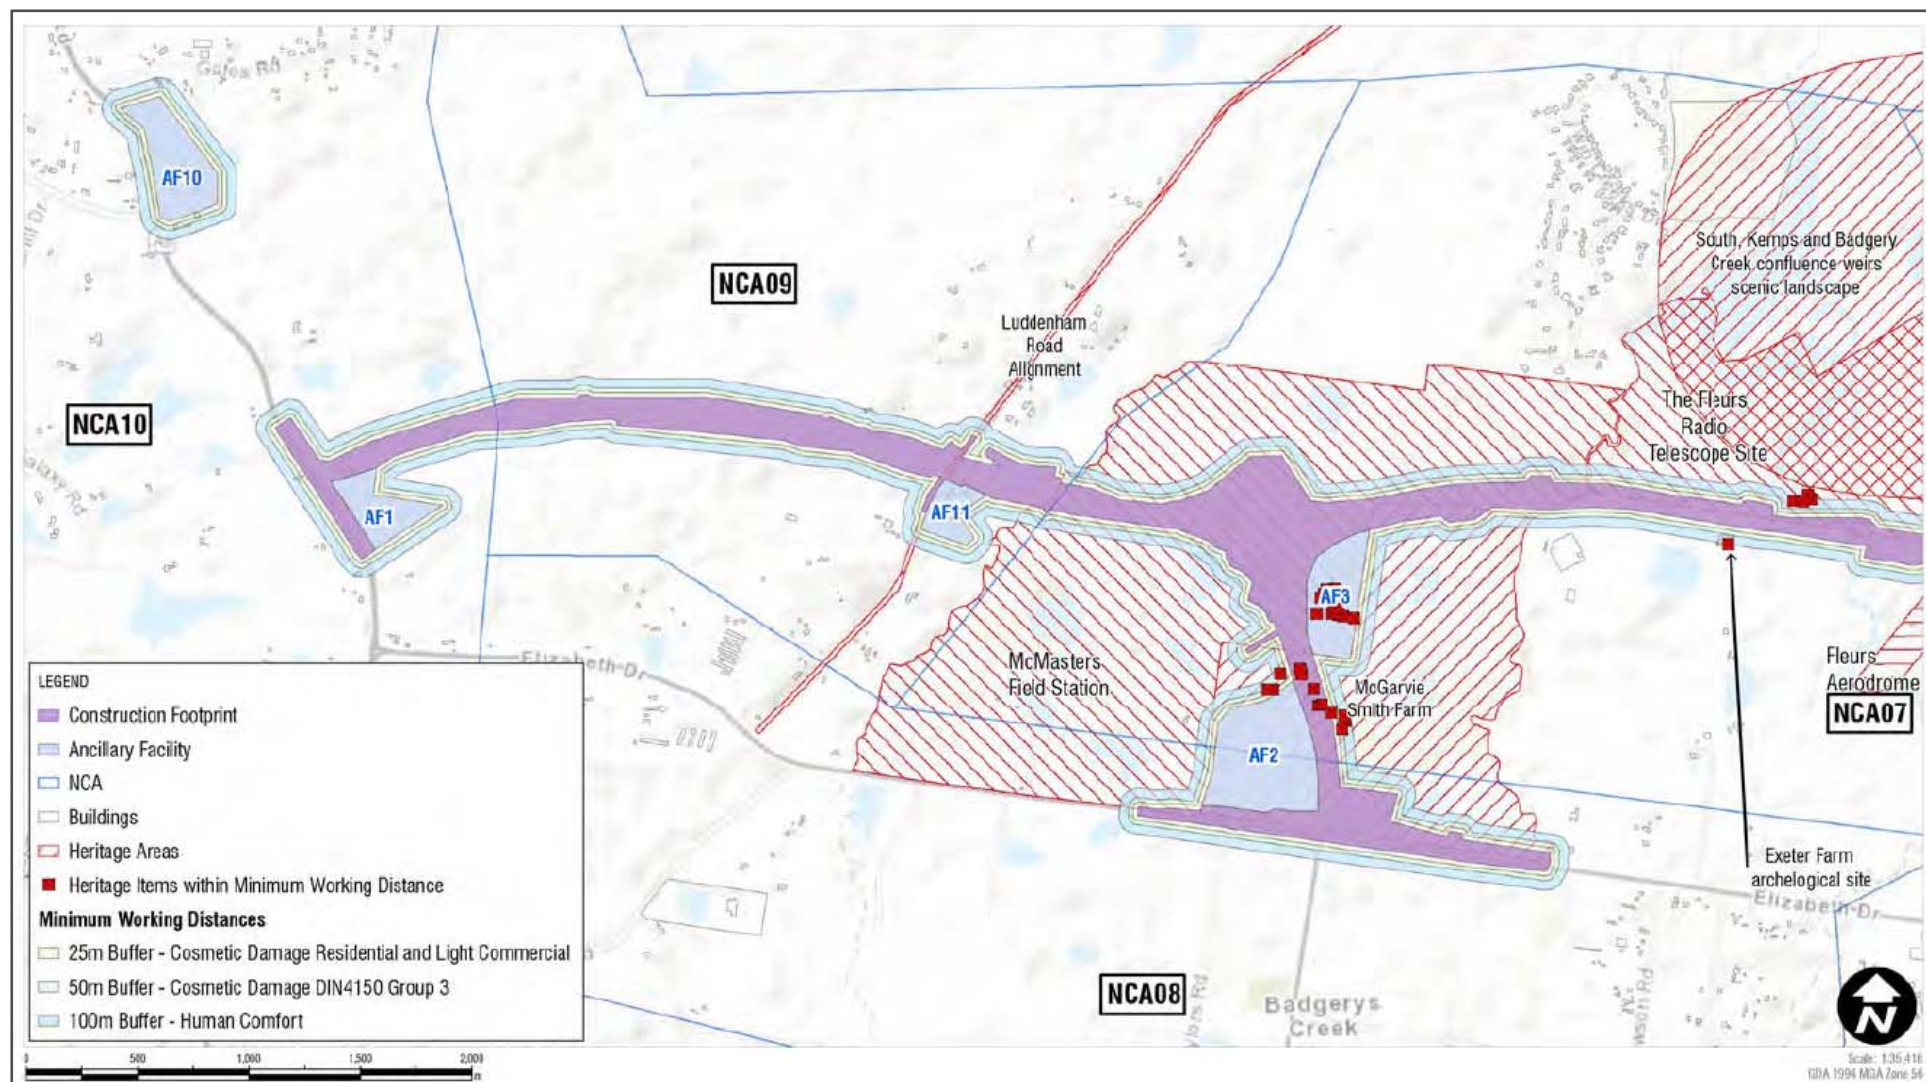 Gates Rd
AF10
NCA09
South, Kemps and Badgery
Creek confluence weirs
scenic landscape
Luddenham
Road
Alignment
NCA10
The Fleurs
Radio
Telescope Site
AF1
AF11
AF3
Elizabeth Dr
McMasters
Field Station
McGarvie
Smith Farm
Fleurs
Aerodrome
NCA07
AF2
Exeter Farm
archelogical site
Elizabeth Dr
NCA08
Badgerys
Creek
LEGEND
Construction Footprint
Ancillary Facility
NCA
Buildings
Heritage Areas
Heritage Items within Minimum Working Distance
Minimum Working Distances
25m Buffer - Cosmetic Damage Residential and Light Commercial
50m Buffer - Cosmetic Damage DIN4150 Group 3
100m Buffer - Human Comfort
0 500 1,000 1,500 2,000
m
N
Scale: 1:35,418
GDA 1994 MGA Zone 56